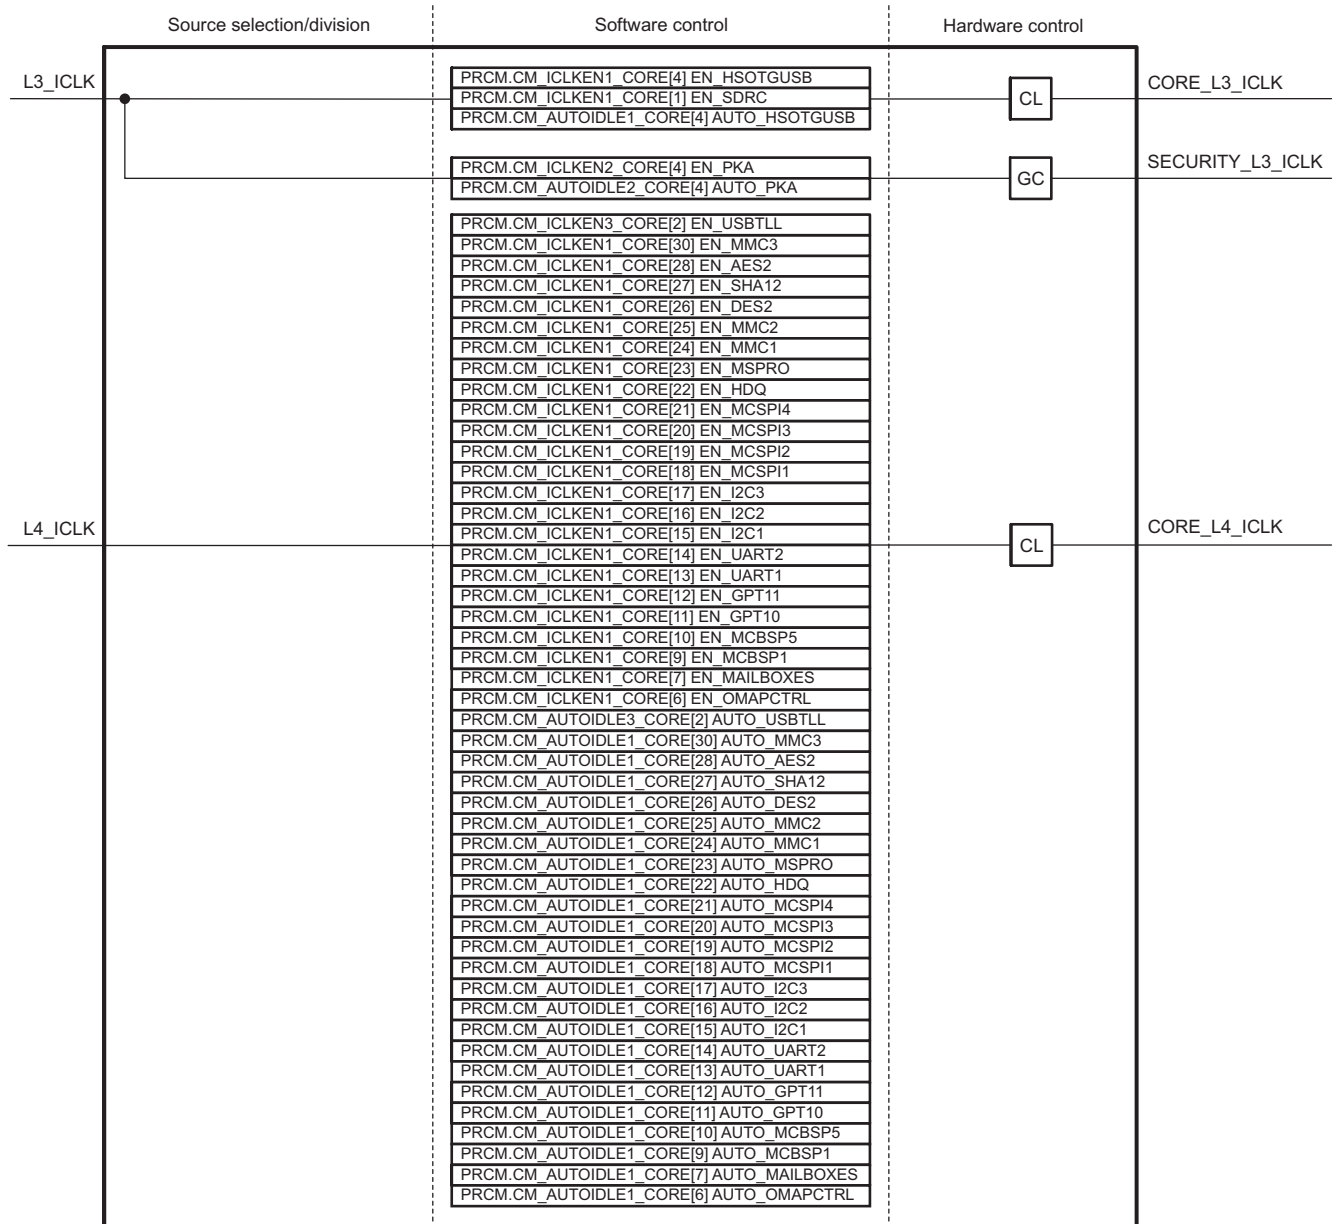 Source selection/division
Software control
Hardware control
L3_ICLK
PRCM.CM_ICLKEN1_CORE[4] EN_HSOTGUSB
PRCM.CM_ICLKEN1_CORE[1] EN_SDRC
PRCM.CM_AUTOIDLE1_CORE[4] AUTO_HSOTGUSB
CL
CORE_L3_ICLK
PRCM.CM_ICLKEN2_CORE[4] EN_PKA
PRCM.CM_AUTOIDLE2_CORE[4] AUTO_PKA
GC
SECURITY_L3_ICLK
PRCM.CM_ICLKEN3_CORE[2] EN_USBTLL
PRCM.CM_ICLKEN1_CORE[30] EN_MMC3
PRCM.CM_ICLKEN1_CORE[28] EN_AES2
PRCM.CM_ICLKEN1_CORE[27] EN_SHA12
PRCM.CM_ICLKEN1_CORE[26] EN_DES2
PRCM.CM_ICLKEN1_CORE[25] EN_MMC2
PRCM.CM_ICLKEN1_CORE[24] EN_MMC1
PRCM.CM_ICLKEN1_CORE[23] EN_MSPRO
PRCM.CM_ICLKEN1_CORE[22] EN_HDQ
PRCM.CM_ICLKEN1_CORE[21] EN_MCSPI4
PRCM.CM_ICLKEN1_CORE[20] EN_MCSPI3
PRCM.CM_ICLKEN1_CORE[19] EN_MCSPI2
PRCM.CM_ICLKEN1_CORE[18] EN_MCSPI1
PRCM.CM_ICLKEN1_CORE[17] EN_I2C3
PRCM.CM_ICLKEN1_CORE[16] EN_I2C2
PRCM.CM_ICLKEN1_CORE[15] EN_I2C1
L4_ICLK
CL
CORE_L4_ICLK
PRCM.CM_ICLKEN1_CORE[14] EN_UART2
PRCM.CM_ICLKEN1_CORE[13] EN_UART1
PRCM.CM_ICLKEN1_CORE[12] EN_GPT11
PRCM.CM_ICLKEN1_CORE[11] EN_GPT10
PRCM.CM_ICLKEN1_CORE[10] EN_MCBSP5
PRCM.CM_ICLKEN1_CORE[9] EN_MCBSP1
PRCM.CM_ICLKEN1_CORE[7] EN_MAILBOXES
PRCM.CM_ICLKEN1_CORE[6] EN_OMAPCTRL
PRCM.CM_AUTOIDLE3_CORE[2] AUTO_USBTLL
PRCM.CM_AUTOIDLE1_CORE[30] AUTO_MMC3
PRCM.CM_AUTOIDLE1_CORE[28] AUTO_AES2
PRCM.CM_AUTOIDLE1_CORE[27] AUTO_SHA12
PRCM.CM_AUTOIDLE1_CORE[26] AUTO_DES2
PRCM.CM_AUTOIDLE1_CORE[25] AUTO_MMC2
PRCM.CM_AUTOIDLE1_CORE[24] AUTO_MMC1
PRCM.CM_AUTOIDLE1_CORE[23] AUTO_MSPRO
PRCM.CM_AUTOIDLE1_CORE[22] AUTO_HDQ
PRCM.CM_AUTOIDLE1_CORE[21] AUTO_MCSPI4
PRCM.CM_AUTOIDLE1_CORE[20] AUTO_MCSPI3
PRCM.CM_AUTOIDLE1_CORE[19] AUTO_MCSPI2
PRCM.CM_AUTOIDLE1_CORE[18] AUTO_MCSPI1
PRCM.CM_AUTOIDLE1_CORE[17] AUTO_I2C3
PRCM.CM_AUTOIDLE1_CORE[16] AUTO_I2C2
PRCM.CM_AUTOIDLE1_CORE[15] AUTO_I2C1
PRCM.CM_AUTOIDLE1_CORE[14] AUTO_UART2
PRCM.CM_AUTOIDLE1_CORE[13] AUTO_UART1
PRCM.CM_AUTOIDLE1_CORE[12] AUTO_GPT11
PRCM.CM_AUTOIDLE1_CORE[11] AUTO_GPT10
PRCM.CM_AUTOIDLE1_CORE[10] AUTO_MCBSP5
PRCM.CM_AUTOIDLE1_CORE[9] AUTO_MCBSP1
PRCM.CM_AUTOIDLE1_CORE[7] AUTO_MAILBOXES
PRCM.CM_AUTOIDLE1_CORE[6] AUTO_OMAPCTRL